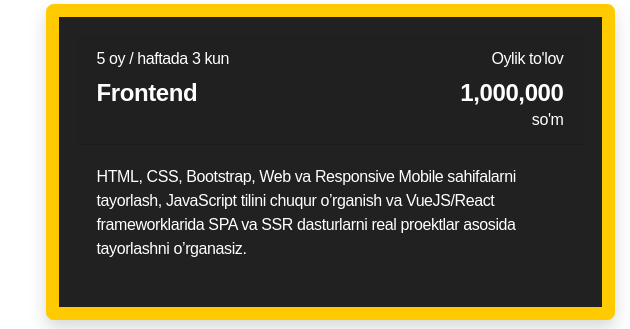 5 oy / haftada 3 kun
Oylik to'lov
Frontend
1,000,000
so'm
HTML, CSS, Bootstrap, Web va Responsive Mobile sahifalarni
tayorlash, JavaScript tilini chuqur o’rganish va VueJS/React
frameworklarida SPA va SSR dasturlarni real proektlar asosida
tayorlashni o’rganasiz.